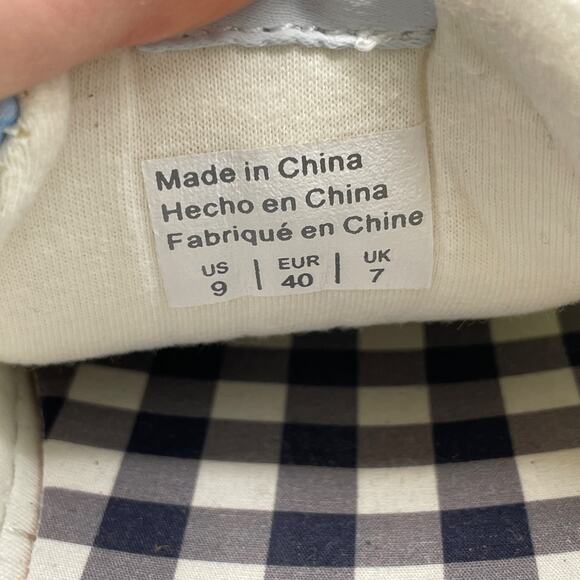 Made in China
Hecho en China
Fabriqué en Chine
US | EUR | UK
9 | 40 | 7